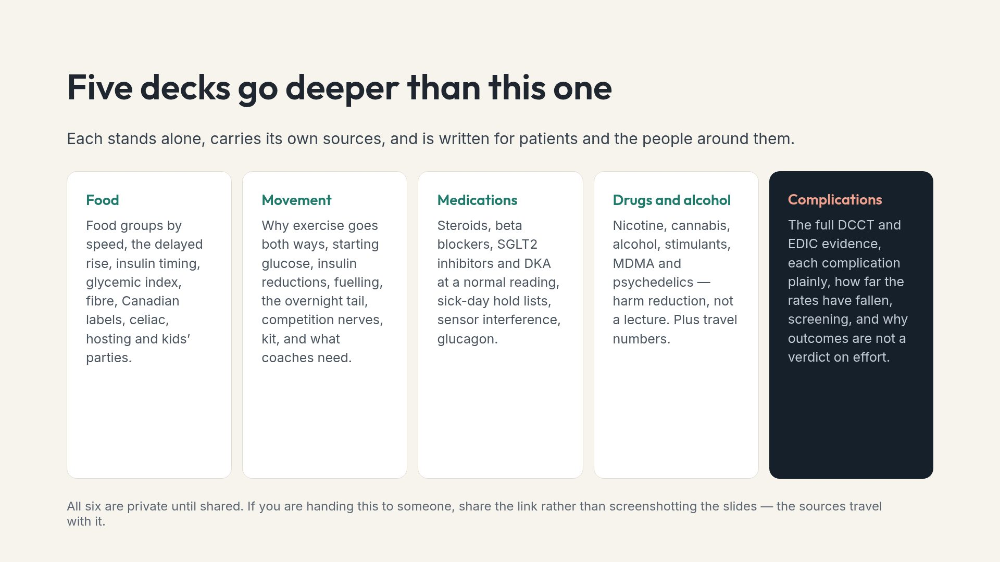 Five decks go deeper than this one
Each stands alone, carries its own sources, and is written for patients and the people around them.
Food
Food groups by
speed, the delayed
rise, insulin timing,
glycemic index,
fibre, Canadian
labels, celiac,
hosting and kids’
parties.
Movement
Why exercise goes
both ways, starting
glucose, insulin
reductions, fuelling,
the overnight tail,
competition nerves,
kit, and what
coaches need.
Medications
Steroids, beta
blockers, SGLT2
inhibitors and DKA
at a normal reading,
sick-day hold lists,
sensor interference,
glucagon.
Drugs and alcohol
Nicotine, cannabis,
alcohol, stimulants,
MDMA and
psychedelics —
harm reduction, not
a lecture. Plus travel
numbers.
Complications
The full DCCT and
EDIC evidence,
each complication
plainly, how far the
rates have fallen,
screening, and why
outcomes are not a
verdict on effort.
All six are private until shared. If you are handing this to someone, share the link rather than screenshotting the slides — the sources travel
with it.